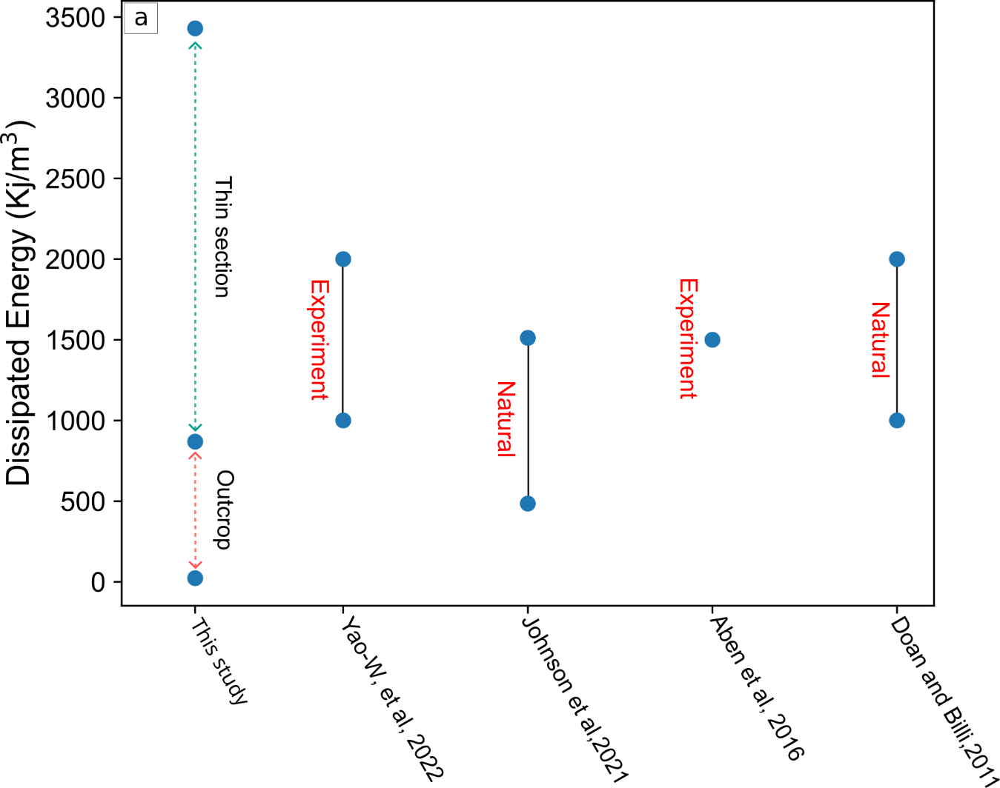 a
3500
3000
2500
2000
1500
1000
500
0
Dissipated Energy (Kj/m³)
Thin section
Outcrop
Experiment
Natural
Experiment
Natural
This study
Yao-W, et al, 2022
Johnson et al,2021
Aben et al, 2016
Doan and Billi,2011